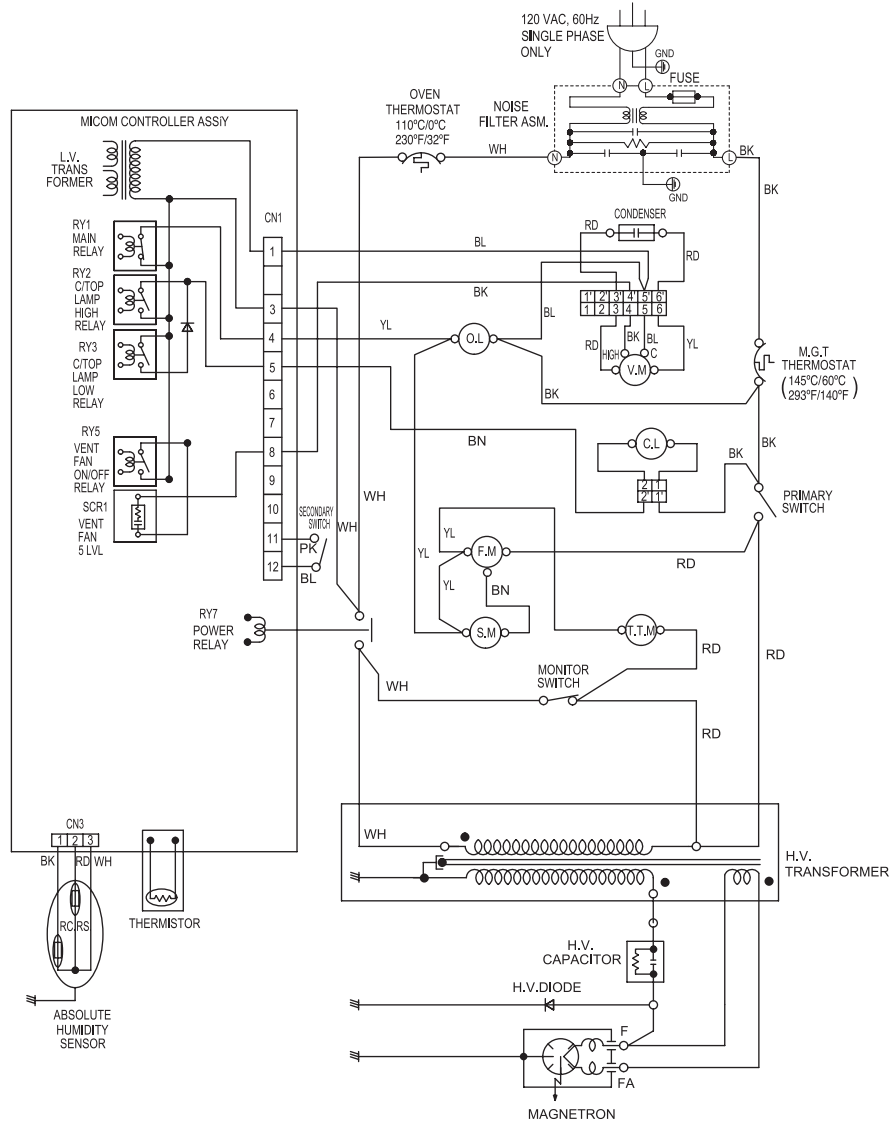 120 VAC, 60Hz
SINGLE PHASE
ONLY
GND
N
L
FUSE
OVEN
THERMOSTAT
110°C/0°C
230°F/32°F
NOISE
FILTER ASM.
WH
N
L
BK
GND
BK
MICOM CONTROLLER ASSIY
L.V.
TRANS
FORMER
CN1
RY1
MAIN
RELAY
RY2
C/TOP
LAMP
HIGH
RELAY
RY3
C/TOP
LAMP
LOW
RELAY
RY5
VENT
FAN
ON/OFF
RELAY
SCR1
VENT
FAN
5 LVL
1
3
4
5
6
7
8
9
10
11
12
SECONDARY
SWITCH
PK
BL
WH
WH
BL
BK
YL
O.L
BL
BK
BN
RD
CONDENSER
RD
1' 2' 3' 4' 5' 6'
1 2 3 4 5 6
RD
BK
BL
YL
HIGH
C
V.M
M.G.T
THERMOSTAT
(145°C/60°C
293°F/140°F)
BK
C.L
2 1
2' 1'
BK
PRIMARY
SWITCH
YL
YL
YL
F.M
BN
S.M
RD
T.T.M
RD
RD
RY7
POWER
RELAY
WH
MONITOR
SWITCH
RD
WH
H.V.
TRANSFORMER
CN3
1 2 3
BK
RD
WH
RC
RS
THERMISTOR
ABSOLUTE
HUMIDITY
SENSOR
H.V.
CAPACITOR
H.V.DIODE
F
FA
MAGNETRON